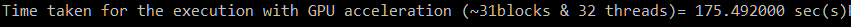 Time taken for the execution with GPU acceleration (~31blocks & 32 threads)= 175.492000 sec(s)